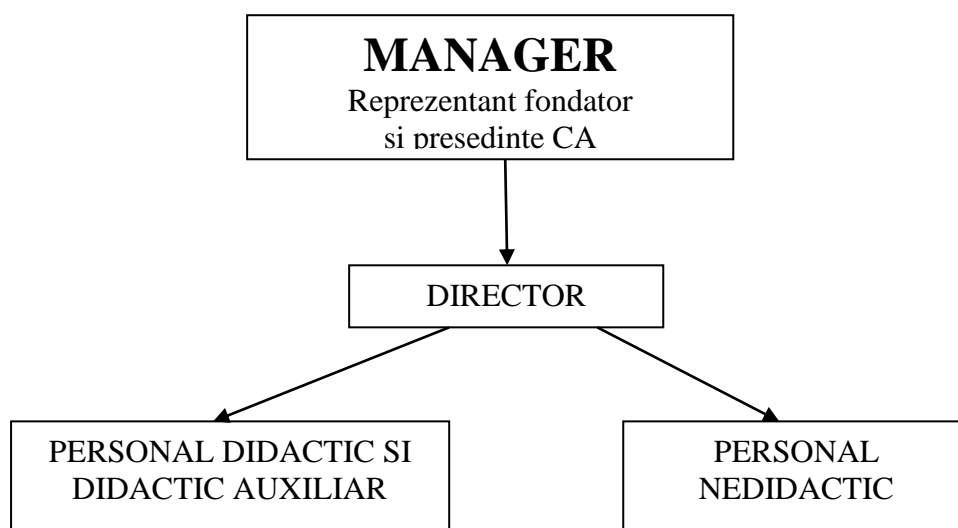 MANAGER
Reprezentant fondator
si presedinte CA
DIRECTOR
PERSONAL DIDACTIC SI
DIDACTIC AUXILIAR
PERSONAL
NEDIDACTIC